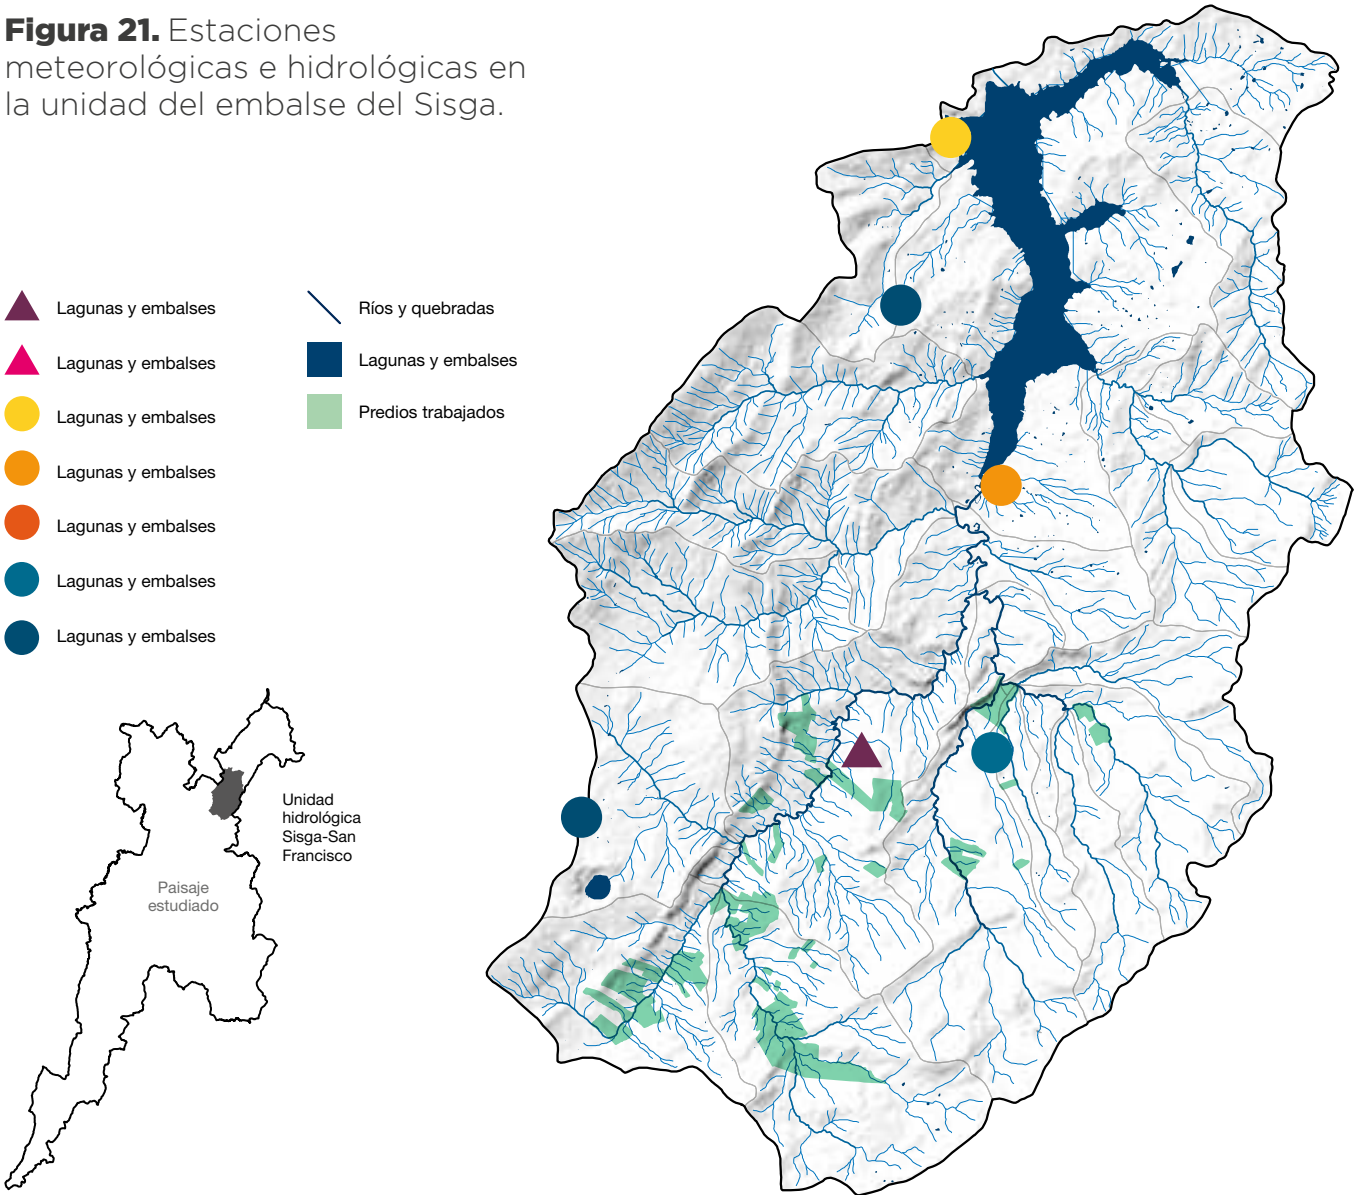 Figura 21. Estaciones
meteorológicas e hidrológicas en
la unidad del embalse del Sisga.
Lagunas y embalses
Lagunas y embalses
Lagunas y embalses
Lagunas y embalses
Lagunas y embalses
Lagunas y embalses
Lagunas y embalses
Ríos y quebradas
Lagunas y embalses
Predios trabajados
Unidad
hidrológica
Sisga-San
Francisco
Paisaje
estudiado